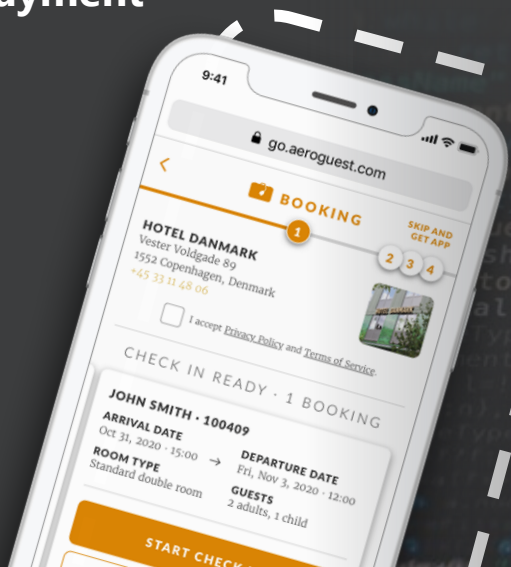 9:41
go.aeroguest.com
BOOKING
SKIP AND
GET APP
1
2 3 4
HOTEL DANMARK
Vester Voldgade 89
1552 Copenhagen, Denmark
+45 33 11 48 06
I accept Privacy Policy and Terms of Service.
CHECK IN READY · 1 BOOKING
JOHN SMITH · 100409
ARRIVAL DATE
Oct 31, 2020 · 15:00 →
DEPARTURE DATE
Fri, Nov 3, 2020 · 12:00
ROOM TYPE
Standard double room
GUESTS
2 adults, 1 child
START CHECK